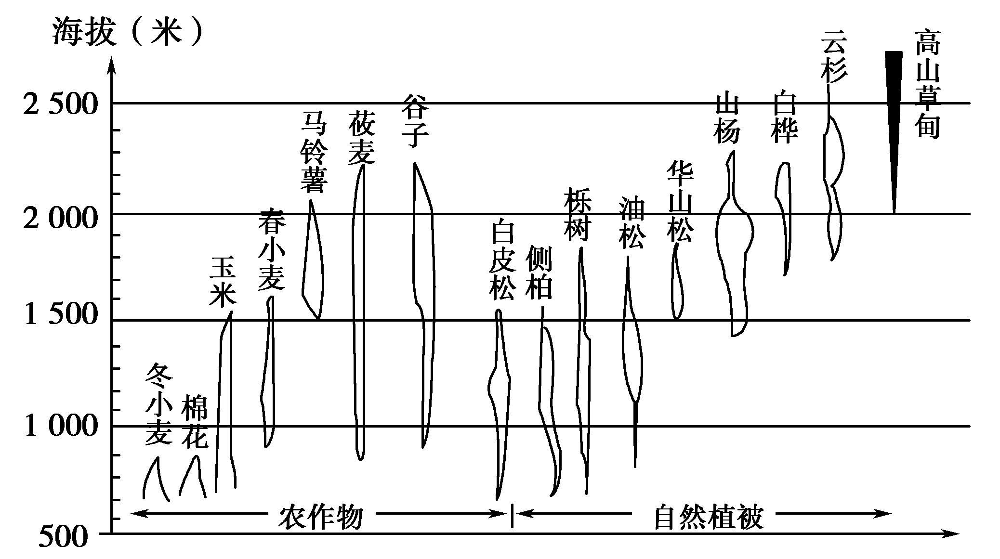 海拔（米）
2 500
2 000
1 500
1 000
500
冬小麦
棉花
玉米
春小麦
马铃薯
莜麦
谷子
白皮松
侧柏
栎树
油松
华山松
山杨
白桦
云杉
高山草甸
农作物
自然植被